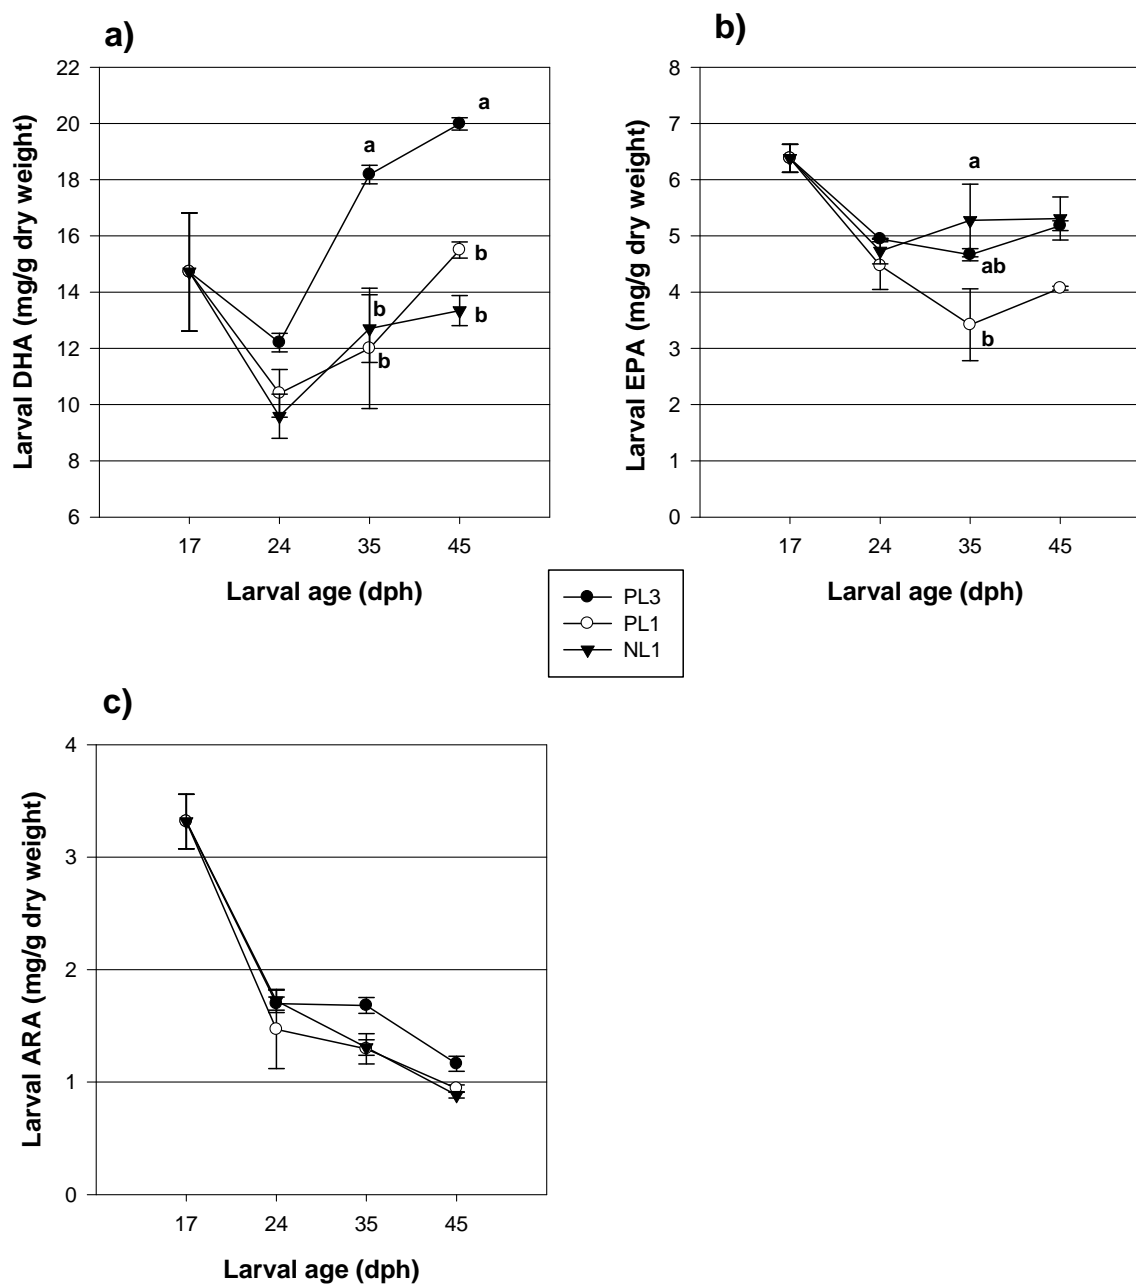 a)
Larval DHA (mg/g dry weight)
22
20
18
16
14
12
10
8
6
a
a
b
b
b
b
17 24 35 45
Larval age (dph)
b)
Larval EPA (mg/g dry weight)
8
7
6
5
4
3
2
1
0
a
ab
b
17 24 35 45
Larval age (dph)
PL3
PL1
NL1
c)
Larval ARA (mg/g dry weight)
4
3
2
1
0
17 24 35 45
Larval age (dph)